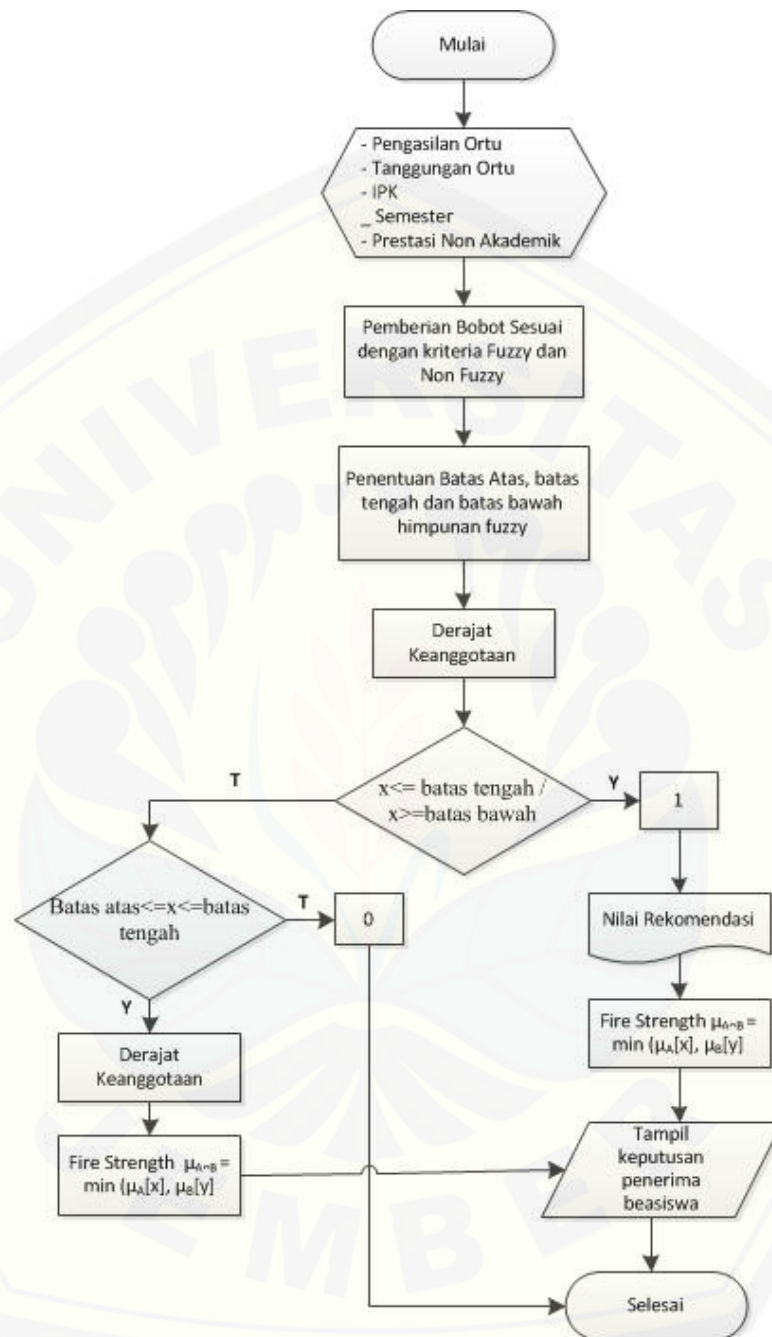 Mulai
- Pengasilan Ortu
- Tanggungan Ortu
- IPK
_ Semester
- Prestasi Non Akademik
Pemberian Bobot Sesuai
dengan kriteria Fuzzy dan
Non Fuzzy
Penentuan Batas Atas, batas
tengah dan batas bawah
himpunan fuzzy
Derajat
Keanggotaan
x<= batas tengah /
x>=batas bawah
T
Y
1
Batas atas<=x<=batas
tengah
T
0
Nilai Rekomendasi
Y
Derajat
Keanggotaan
Fire Strength μA~B =
min (μA[x], μB[y]
Fire Strength μA~B =
min (μA[x], μB[y]
Tampil
keputusan
penerima
beasiswa
Selesai
UNIVERSITAS
JEMBER